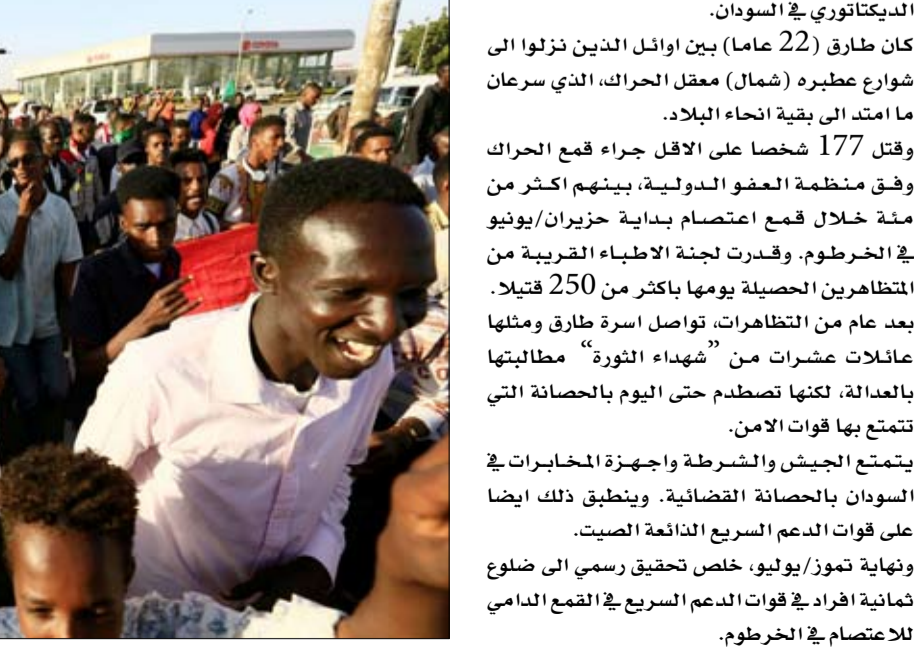 الديكتاتوري في السودان.
كان طارق (22 عاما) بين اوائل الذين نزلوا الى
شوارع عطبره (شمال) معقل الحراك، الذي سرعان
ما امتد الى بقية انحاء البلاد.
وقتل 177 شخصا على الاقل جراء قمع الحراك
وفق منظمة العفو الدولية، بينهم اكثر من
مئة خلال قمع اعتصام بداية حزيران/يونيو
في الخرطوم. وقدرت لجنة الاطباء القريبة من
المتظاهرين الحصيلة يومها باكثر من 250 قتيلا.
بعد عام من التظاهرات، تواصل اسرة طارق ومثلها
عائلات عشرات من “شهداء الثورة“ مطالبتها
بالعدالة، لكنها تصطدم حتى اليوم بالحصانة التي
تتمتع بها قوات الامن.
يتمتع الجيش والشرطة واجهزة المخابرات في
السودان بالحصانة القضائية. وينطبق ذلك ايضا
على قوات الدعم السريع الذائعة الصيت.
ونهاية تموز/يوليو، خلص تحقيق رسمي الى ضلوع
ثمانية افراد في قوات الدعم السريع في القمع الدامي
للاعتصام في الخرطوم.
TOYOTA